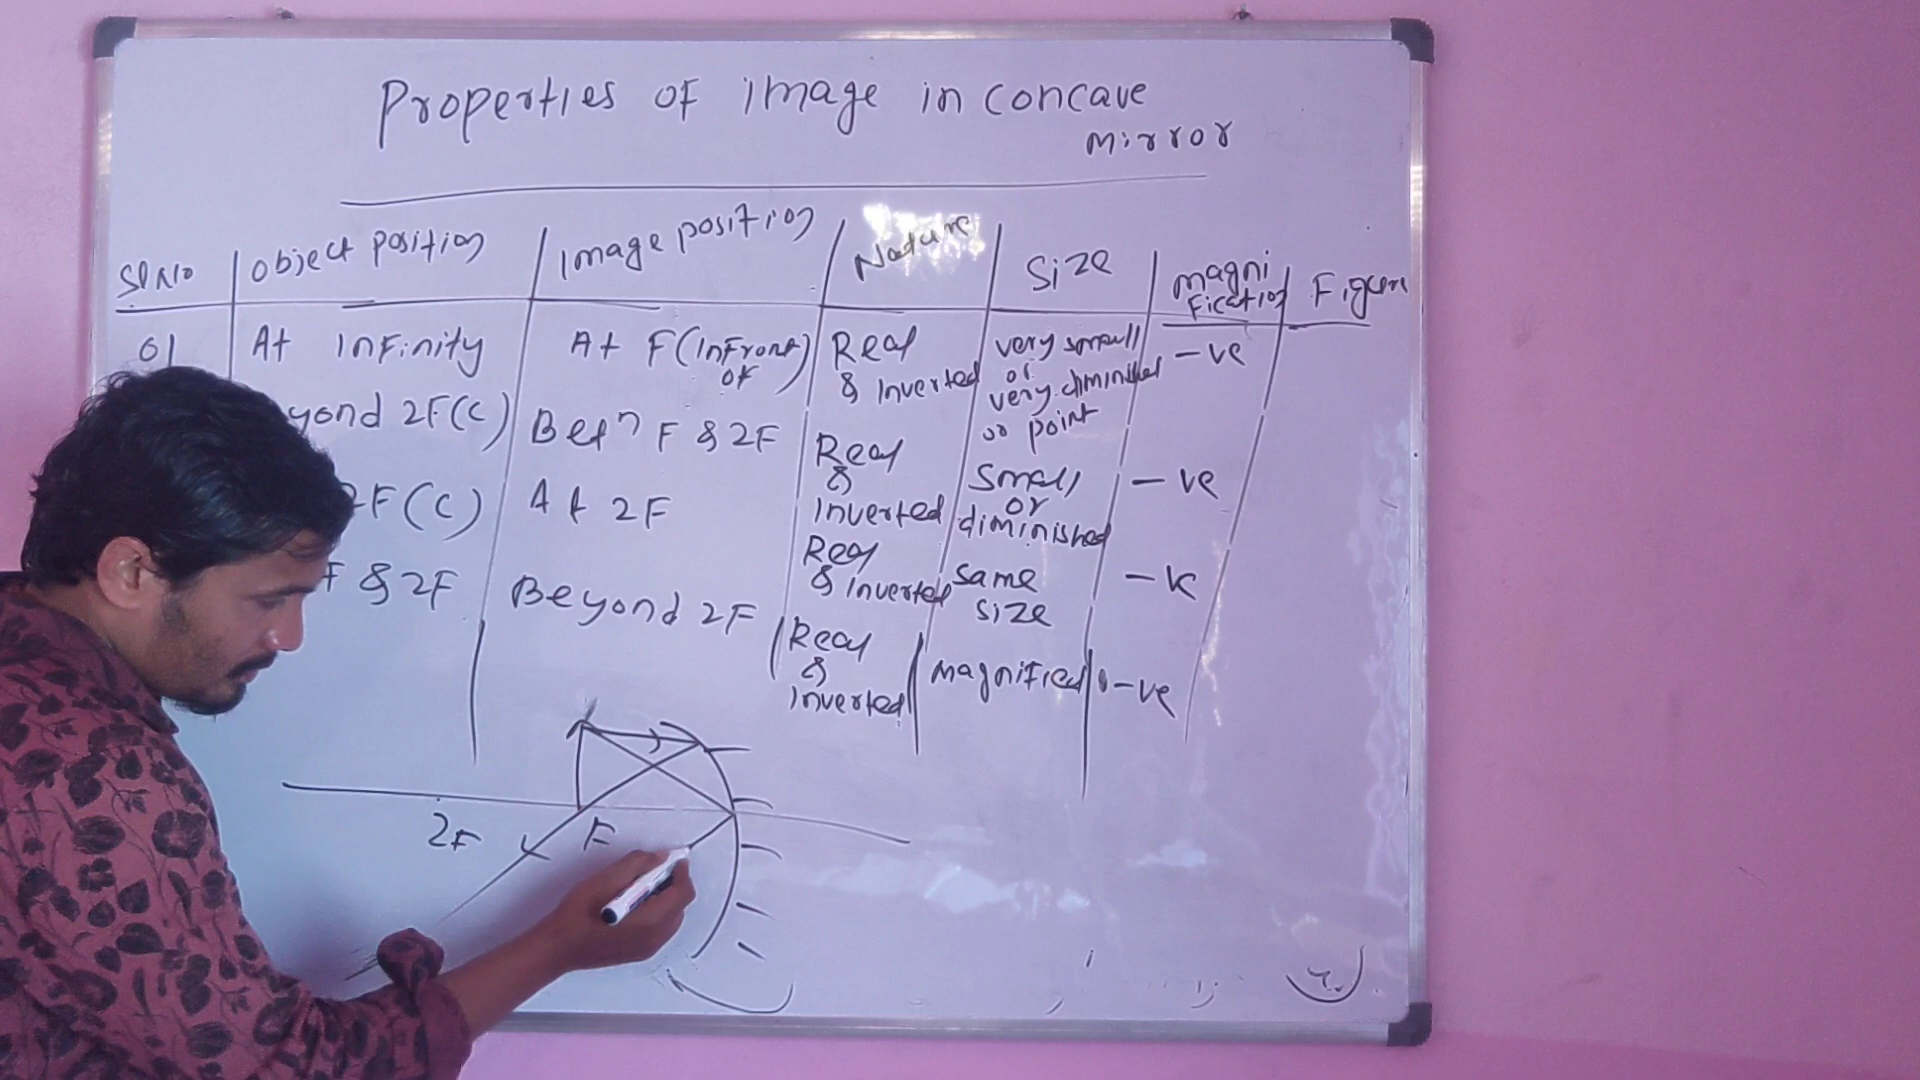 Properties of image in concave
mirror
Sl No Object position Image position Nature Size magni
fication Figure
01 At infinity At F (infront
of) Real
& inverted very small
or
very diminished
or point -ve
yond 2F(C) Betn F & 2F Real
&
inverted small
or
diminished -ve
2F(C) At 2F Real
& inverted same
size -ve
F & 2F Beyond 2F Real
&
inverted magnified -ve
2F F